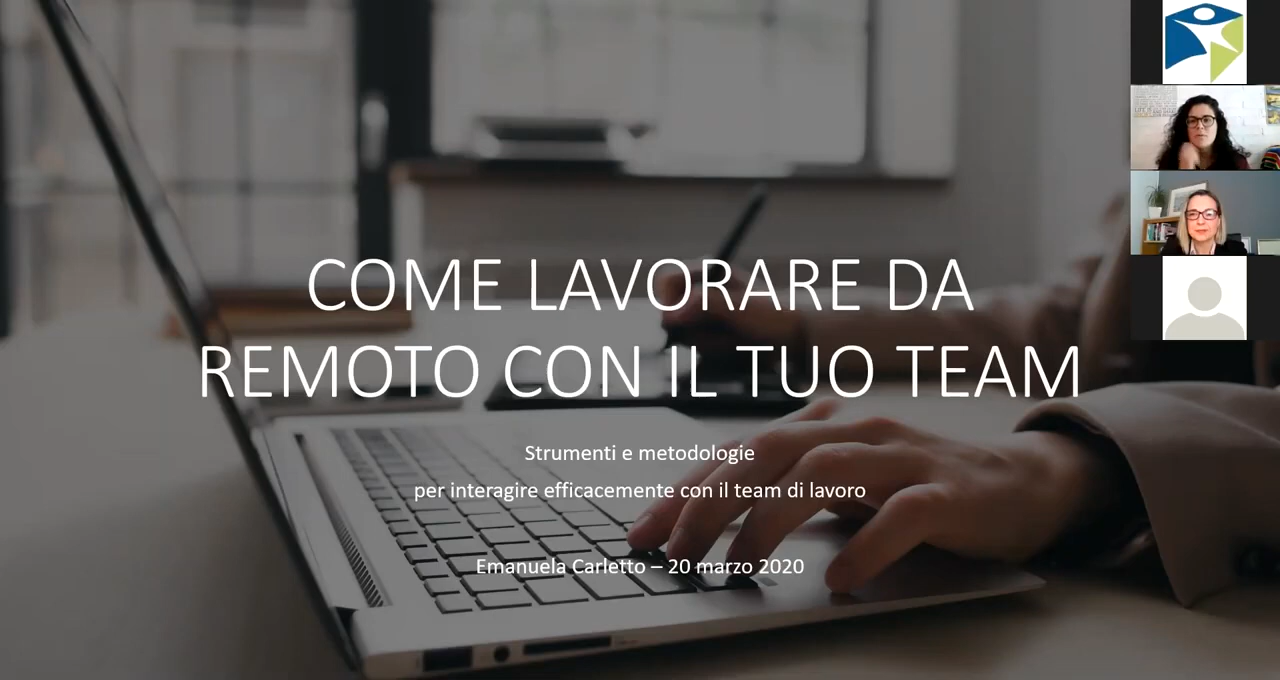 COME LAVORARE DA
REMOTO CON IL TUO TEAM
Strumenti e metodologie
per interagire efficacemente con il team di lavoro
Emanuela Carletto – 20 marzo 2020